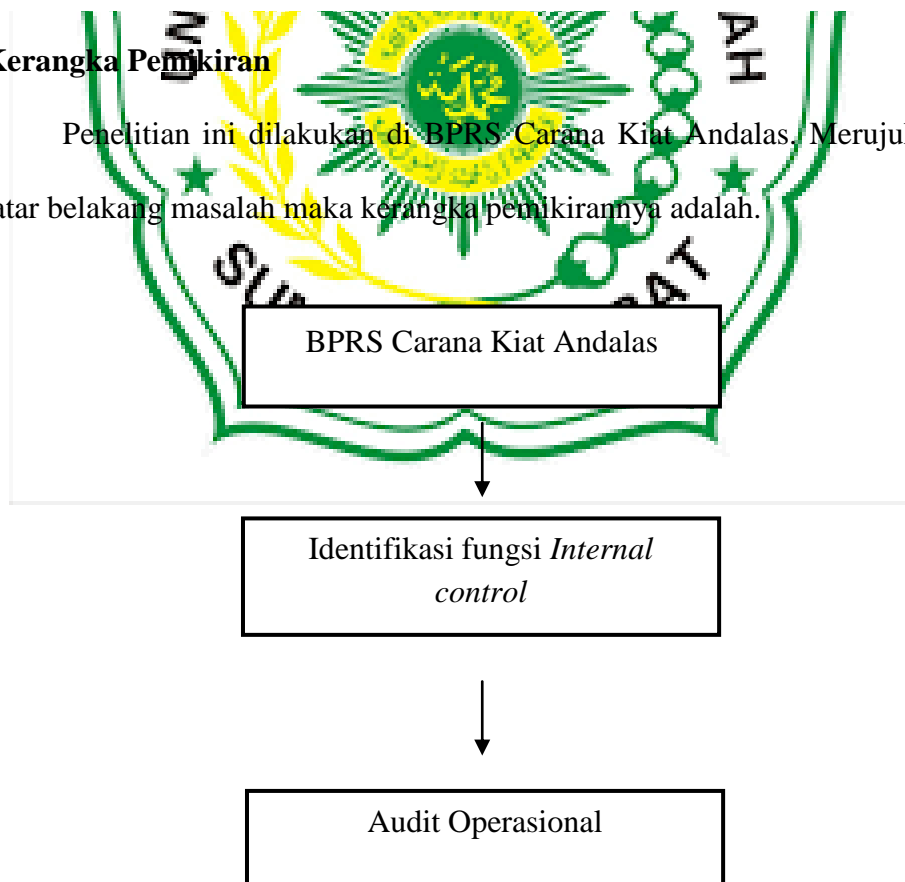 Kerangka Pemikiran
Penelitian ini dilakukan di BPRS Carana Kiat Andalas. Meruju
atar belakang masalah maka kerangka pemikirannya adalah.
BPRS Carana Kiat Andalas
Identifikasi fungsi Internal
control
Audit Operasional